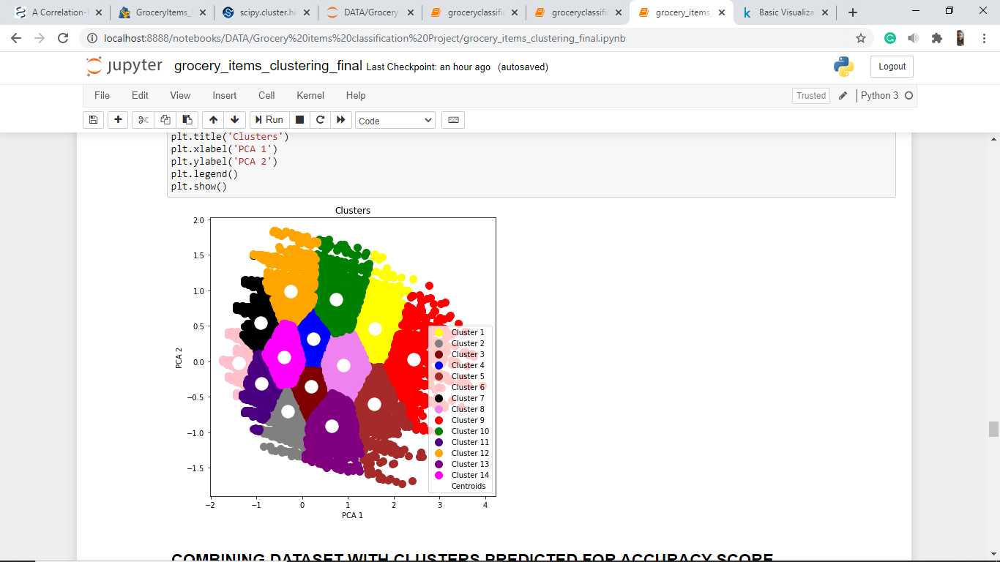 A Correlation-
GroceryItems_
scipy.cluster.hi
DATA/Grocery
groceryclassific
groceryclassific
grocery_items_
Basic Visualiza
localhost:8888/notebooks/DATA/Grocery%20items%20classification%20Project/grocery_items_clustering_final.ipynb
jupyter grocery_items_clustering_final Last Checkpoint: an hour ago (autosaved)
Logout
File Edit View Insert Cell Kernel Help
Trusted Python 3
Run Code
plt.title('Clusters')
plt.xlabel('PCA 1')
plt.ylabel('PCA 2')
plt.legend()
plt.show()
Clusters
2.0
1.5
1.0
0.5
0.0
−0.5
−1.0
−1.5
PCA 2
Cluster 1
Cluster 2
Cluster 3
Cluster 4
Cluster 5
Cluster 6
Cluster 7
Cluster 8
Cluster 9
Cluster 10
Cluster 11
Cluster 12
Cluster 13
Cluster 14
Centroids
−2 −1 0 1 2 3 4
PCA 1
COMBINING DATASET WITH CLUSTERS PREDICTED FOR ACCURACY SCORE